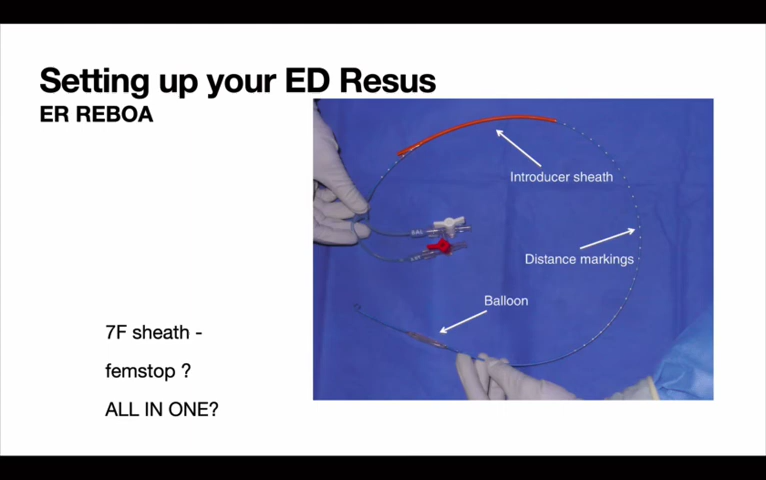 Setting up your ED Resus
ER REBOA
Introducer sheath
Distance markings
Balloon
7F sheath -
femstop ?
ALL IN ONE?